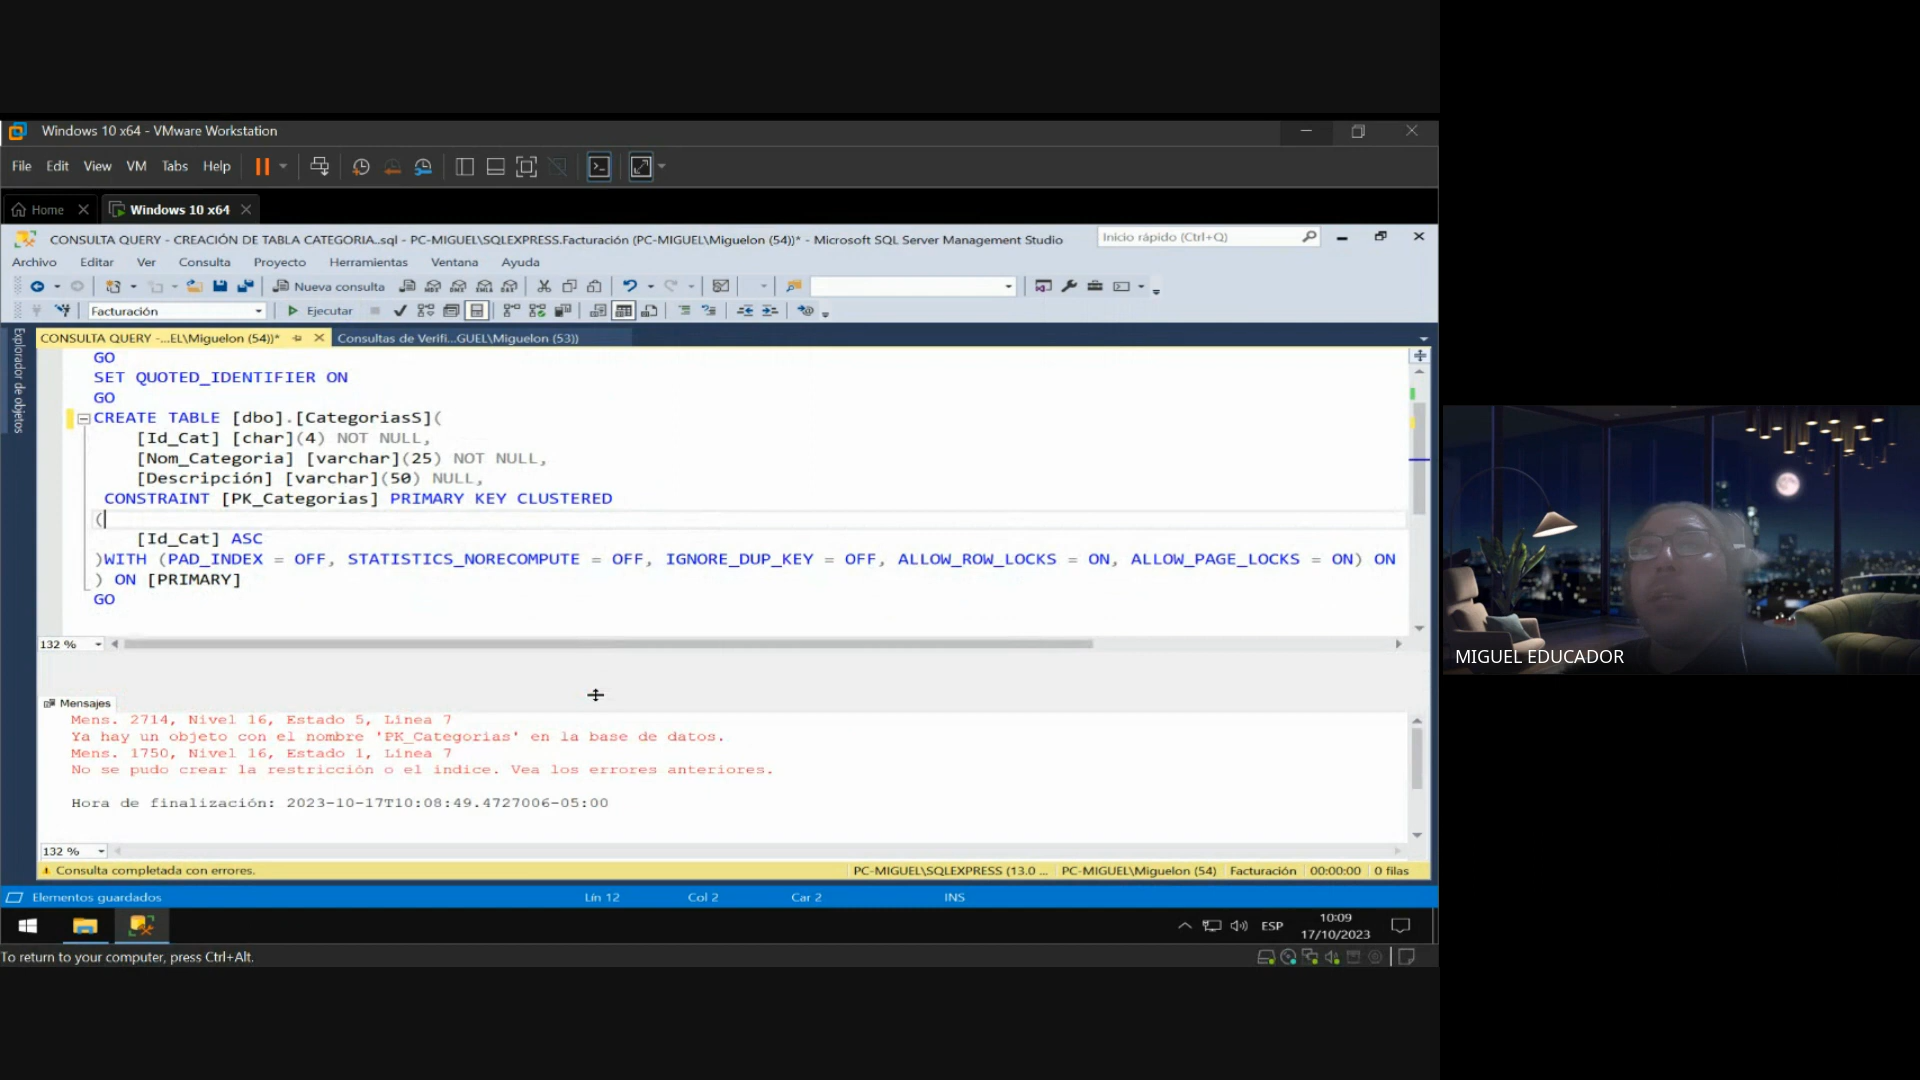 Windows 10 x64 - VMware Workstation
File Edit View VM Tabs Help
Home Windows 10 x64
CONSULTA QUERY - CREACIÓN DE TABLA CATEGORIA..sql - PC-MIGUEL\SQLEXPRESS.Facturación (PC-MIGUEL\Miguelon (54))* - Microsoft SQL Server Management Studio
Inicio rápido (Ctrl+Q)
Archivo Editar Ver Consulta Proyecto Herramientas Ventana Ayuda
Nueva consulta
Facturación Ejecutar
CONSULTA QUERY -...EL\Miguelon (54))* Consultas de Verifi...GUEL\Miguelon (53))
Explorador de objetos
GO
SET QUOTED_IDENTIFIER ON
GO
CREATE TABLE [dbo].[CategoriasS](
[Id_Cat] [char](4) NOT NULL,
[Nom_Categoria] [varchar](25) NOT NULL,
[Descripción] [varchar](50) NULL,
CONSTRAINT [PK_Categorias] PRIMARY KEY CLUSTERED
(
[Id_Cat] ASC
)WITH (PAD_INDEX = OFF, STATISTICS_NORECOMPUTE = OFF, IGNORE_DUP_KEY = OFF, ALLOW_ROW_LOCKS = ON, ALLOW_PAGE_LOCKS = ON) ON
) ON [PRIMARY]
GO
132 %
Mensajes
Mens. 2714, Nivel 16, Estado 5, Línea 7
Ya hay un objeto con el nombre 'PK_Categorias' en la base de datos.
Mens. 1750, Nivel 16, Estado 1, Línea 7
No se pudo crear la restricción o el índice. Vea los errores anteriores.
Hora de finalización: 2023-10-17T10:08:49.4727006-05:00
132 %
Consulta completada con errores. PC-MIGUEL\SQLEXPRESS (13.0 ... PC-MIGUEL\Miguelon (54) Facturación 00:00:00 0 filas
Elementos guardados Lín 12 Col 2 Car 2 INS
ESP
10:09
17/10/2023
To return to your computer, press Ctrl+Alt.
MIGUEL EDUCADOR